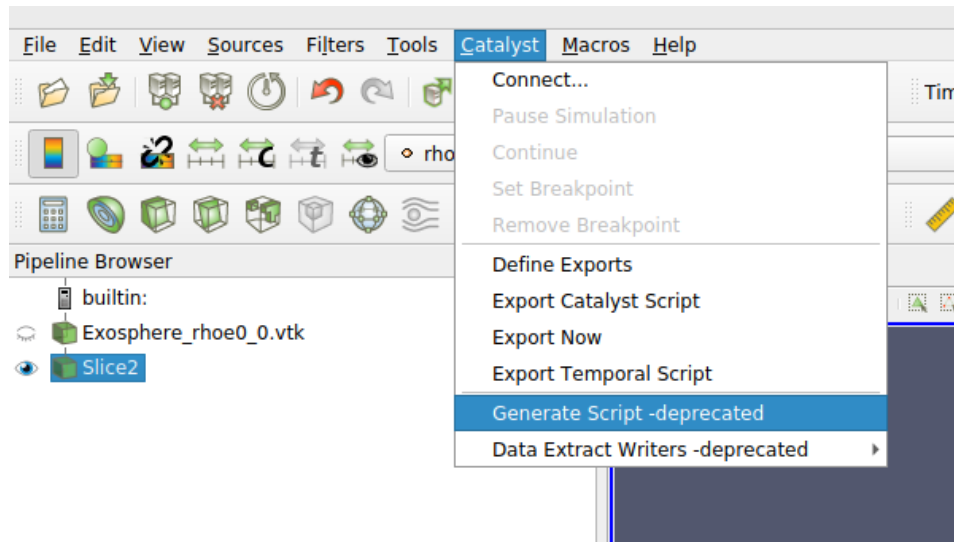 File Edit View Sources Filters Tools Catalyst Macros Help
Connect...
Pause Simulation
Continue
Set Breakpoint
Remove Breakpoint
Define Exports
Export Catalyst Script
Export Now
Export Temporal Script
Generate Script -deprecated
Data Extract Writers -deprecated
Tim
C t rho
Pipeline Browser
builtin:
Exosphere_rhoe0_0.vtk
Slice2